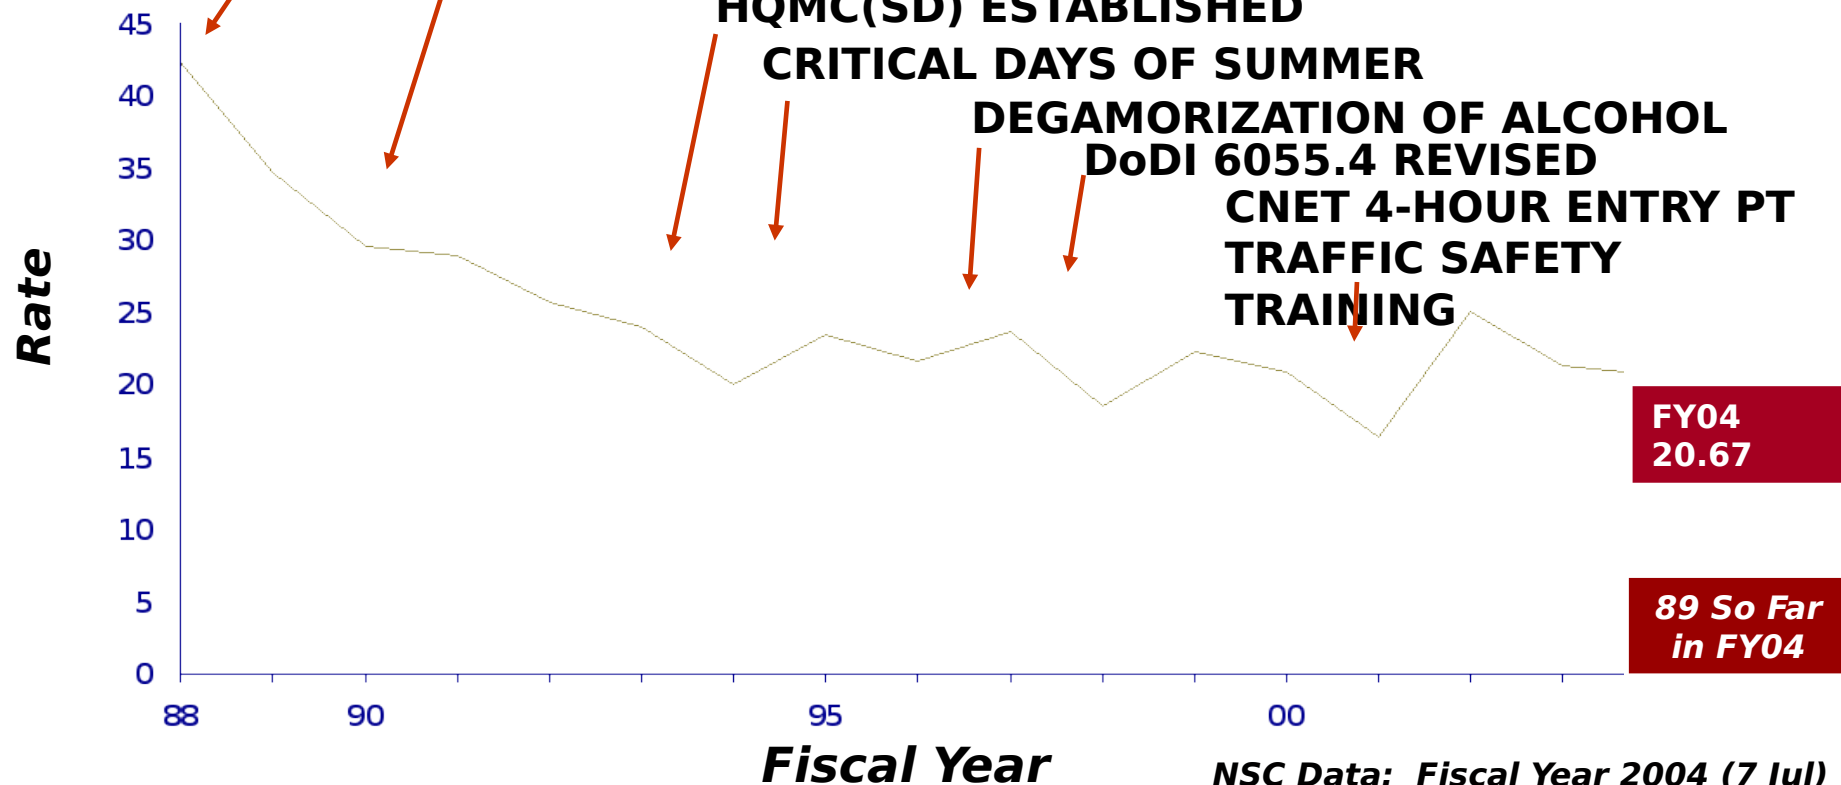 HQMC(SD) ESTABLISHED
CRITICAL DAYS OF SUMMER
DEGAMORIZATION OF ALCOHOL
DoDI 6055.4 REVISED
CNET 4-HOUR ENTRY PT
TRAFFIC SAFETY
TRAINING
45
40
35
30
25
20
15
10
5
0
Rate
FY04
20.67
89 So Far
in FY04
88 90 95 00
Fiscal Year
NSC Data: Fiscal Year 2004 (7 Jul)